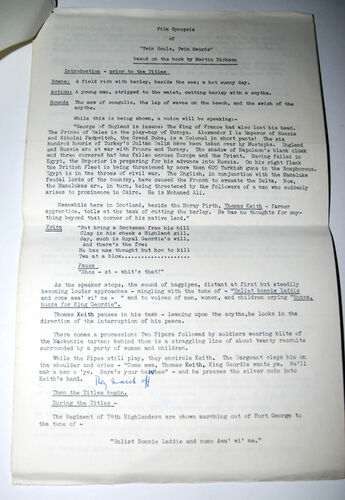 Film Synopsis
of
"Twin Souls, Twin Swords"
based on the book by Martin Dickson
Introduction - prior to the Titles
Scene: A field rich with barley, beside the sea; a hot sunny day.
Action: A young man, stripped to the waist, cutting barley with a scythe.
Sounds The mew of seagulls, the lap of waves on the beach, and the swish of the
scythe.
While this is being shown, a voice will be speaking:-
"George of England is insane: The King of France had also lost his head.
The Prince of Wales is the play-boy of Europe. Alexander I is Emperor of Russia
and Nikolai Pavlovitch, the Grand Duke, is a Colonel in short pants! The six
hundred houris of Turkey's Sultan Selim have been taken over by Mustapha. England
and Russia are at war with France and Turkey. The shadow of Napoleon's black cloak
and three cornered hat has fallen across Europe and the Orient. Having failed in
Egypt, the Emperior is preparing for his advance into Russia. On his right flank
the British Fleet is being threatened by more than Turkish guns in the Bosphorous.
Egypt is in the throes of civil war. The English, in conjunction with the Mameluke
feudal lords of the country, have caused the French to evacuate the Delta. The
the Mamelukes are, in turn, being threatened by the followers of a man who suddenly
arises to prominence in Cairo. He is Mohamed Ali.
Meanwhile here in Scotland, beside the Moray Firth, Thomas Keith - farmer
apprentice, toils at the task of cutting the barley. He has no thoughts for any-
thing beyond that corner of his native land."
"But bring a Scotsman frae his hill
Clap in his cheek a Highland gill,
Say, such is Royal Geordie's will,
And there's the foe;
He has nae thought but how to kill
Twa at a blow..............
Pause
"Shss - st - whit's that?"
As the speaker stops, the sound of bagpipes, distant at first but steadily
becoming louder approaches - mingling with the tune of - "Enlist bonnie laddie
and come awa' wi' me - " and to voices of men, women, and children crying "Huzza,
huzza for King Geordie".
Thomas Keith pauses in his task - leaning upon the scythe, he looks in the
direction of the interruption of his peace.
There comes a procession: Two Pipers followed by soldiers wearing kilts of the
Mackenzie tartan; behind them is a straggling line of about twenty recruits
surrounded by a party of women and children.
While the Pipes still play, they encircle Keith. The Sergeant claps him on
the shoulder and cries - "Come awa, Thomas Keith, King Geordie wants ye. We'll
mak a man o 'ye. Here's your bawbee" - and he presses the silver coin into
Keith's hand. They march off
Then the Titles begin.
During the Titles -
The Regiment of 78th Highlanders are shown marching out of Fort George to the
tune of -
"Enlist Bonnie Laddie and come Awa' wi' me."